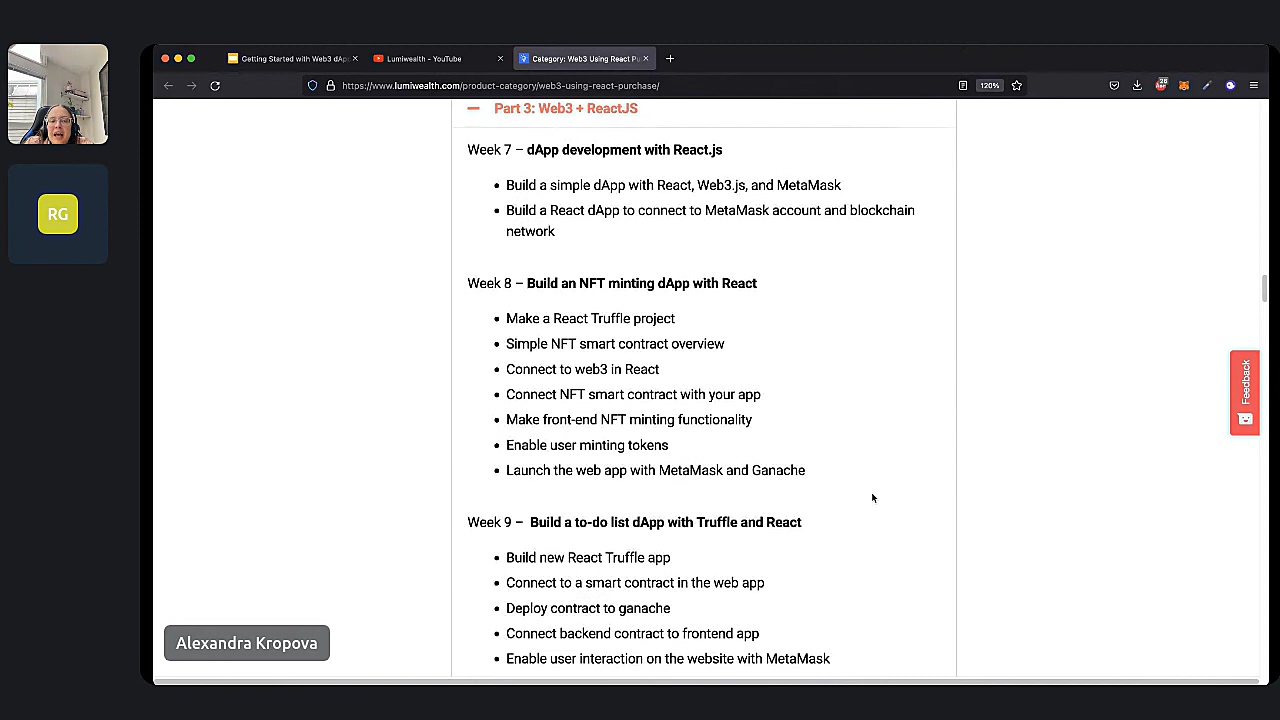 Getting Started with Web3 dAp
Lumiwealth - YouTube
Category: Web3 Using React Pu
https://www.lumiwealth.com/product-category/web3-using-react-purchase/
120%
28
Part 3: Web3 + ReactJS
Week 7 – dApp development with React.js
• Build a simple dApp with React, Web3.js, and MetaMask
• Build a React dApp to connect to MetaMask account and blockchain
network
Week 8 – Build an NFT minting dApp with React
• Make a React Truffle project
• Simple NFT smart contract overview
• Connect to web3 in React
• Connect NFT smart contract with your app
• Make front-end NFT minting functionality
• Enable user minting tokens
• Launch the web app with MetaMask and Ganache
Week 9 – Build a to-do list dApp with Truffle and React
• Build new React Truffle app
• Connect to a smart contract in the web app
• Deploy contract to ganache
• Connect backend contract to frontend app
• Enable user interaction on the website with MetaMask
Feedback
RG
Alexandra Kropova